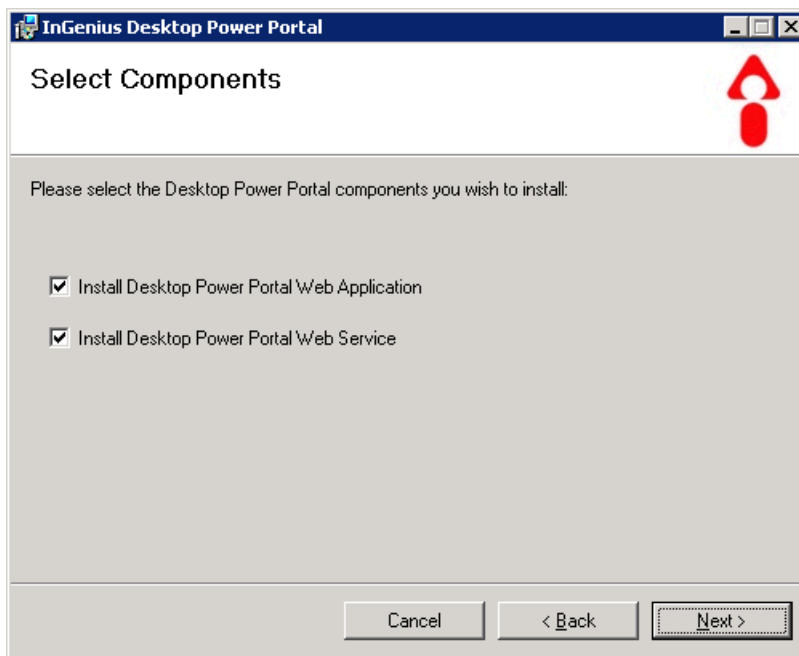 InGenius Desktop Power Portal
Select Components
Please select the Desktop Power Portal components you wish to install:
Install Desktop Power Portal Web Application
Install Desktop Power Portal Web Service
Cancel
< Back
Next >